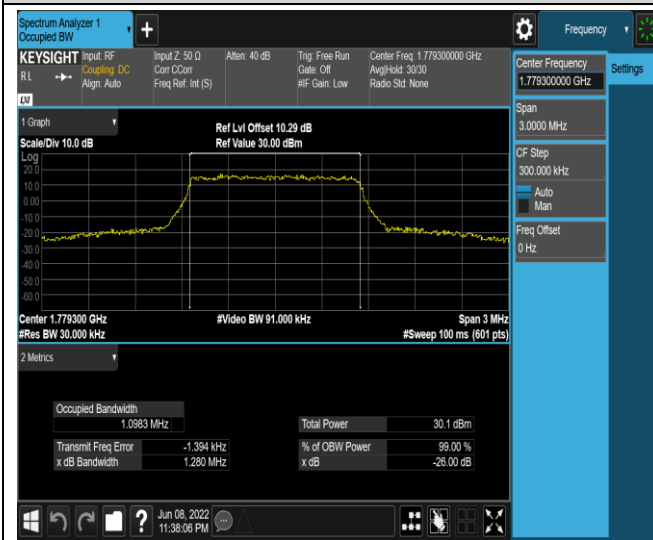 Spectrum Analyzer 1
Occupied BW
+
Frequency
KEYSIGHT
RL
LXI
Input: RF
Coupling: DC
Align: Auto
Input Z: 50 Ω
Corr CCorr
Freq Ref: Int (S)
Atten: 40 dB
Trig: Free Run
Gate: Off
#IF Gain: Low
Center Freq: 1.779300000 GHz
Avg|Hold: 30/30
Radio Std: None
Center Frequency
1.779300000 GHz
Settings
Span
3.0000 MHz
CF Step
300.000 kHz
Auto
Man
Freq Offset
0 Hz
1 Graph
Scale/Div 10.0 dB
Ref Lvl Offset 10.29 dB
Ref Value 30.00 dBm
Log
20.0
10.0
0.00
-10.0
-20.0
-30.0
-40.0
-50.0
-60.0
Center 1.779300 GHz
#Res BW 30.000 kHz
#Video BW 91.000 kHz
Span 3 MHz
#Sweep 100 ms (601 pts)
2 Metrics
Occupied Bandwidth
1.0983 MHz
Total Power 30.1 dBm
Transmit Freq Error -1.394 kHz
% of OBW Power 99.00 %
x dB Bandwidth 1.280 MHz
x dB -26.00 dB
?
Jun 08, 2022
11:38:06 PM